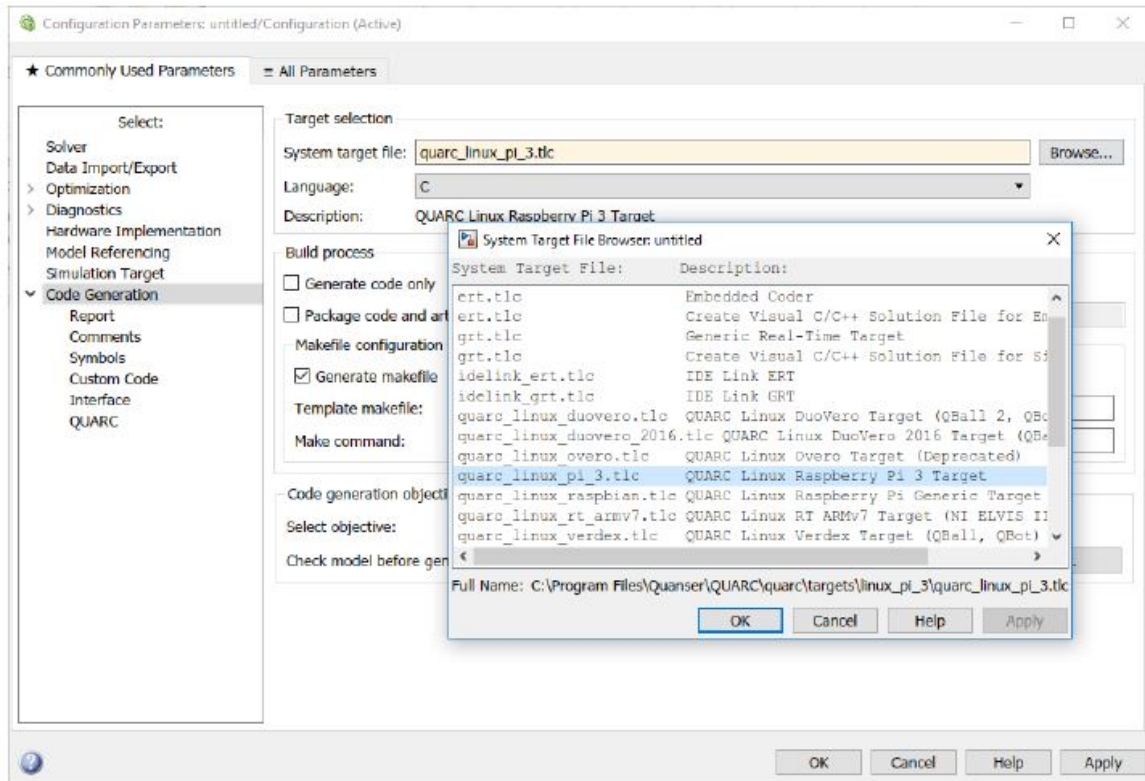 Configuration Parameters: untitled/Configuration (Active)
★ Commonly Used Parameters
≡ All Parameters
Select:
Solver
Data Import/Export
Optimization
Diagnostics
Hardware Implementation
Model Referencing
Simulation Target
Code Generation
Report
Comments
Symbols
Custom Code
Interface
QUARC
Target selection
System target file: quarc_linux_pi_3.tlc Browse...
Language: C
Description: QUARC Linux Raspberry Pi 3 Target
Build process
Generate code only
Package code and art
Makefile configuration
Generate makefile
Template makefile:
Make command:
Code generation objecti
Select objective:
Check model before gen
System Target File Browser: untitled
System Target File: Description:
ert.tlc Embedded Coder
ert.tlc Create Visual C/C++ Solution File for Em
grt.tlc Generic Real-Time Target
grt.tlc Create Visual C/C++ Solution File for Si
idelink_ert.tlc IDE Link ERT
idelink_grt.tlc IDE Link GRT
quarc_linux_duovero.tlc QUARC Linux DuoVero Target (QBall 2, QBo
quarc_linux_duovero_2016.tlc QUARC Linux DuoVero 2016 Target (QBa
quarc_linux_overo.tlc QUARC Linux Overo Target (Deprecated)
quarc_linux_pi_3.tlc QUARC Linux Raspberry Pi 3 Target
quarc_linux_raspbian.tlc QUARC Linux Raspberry Pi Generic Target
quarc_linux_rt_armv7.tlc QUARC Linux RT ARMv7 Target (NI ELVIS II
quarc_linux_verdex.tlc QUARC Linux Verdex Target (QBall, QBot)
Full Name: C:\Program Files\Quanser\QUARC\quarc\targets\linux_pi_3\quarc_linux_pi_3.tlc
OK Cancel Help Apply
OK Cancel Help Apply